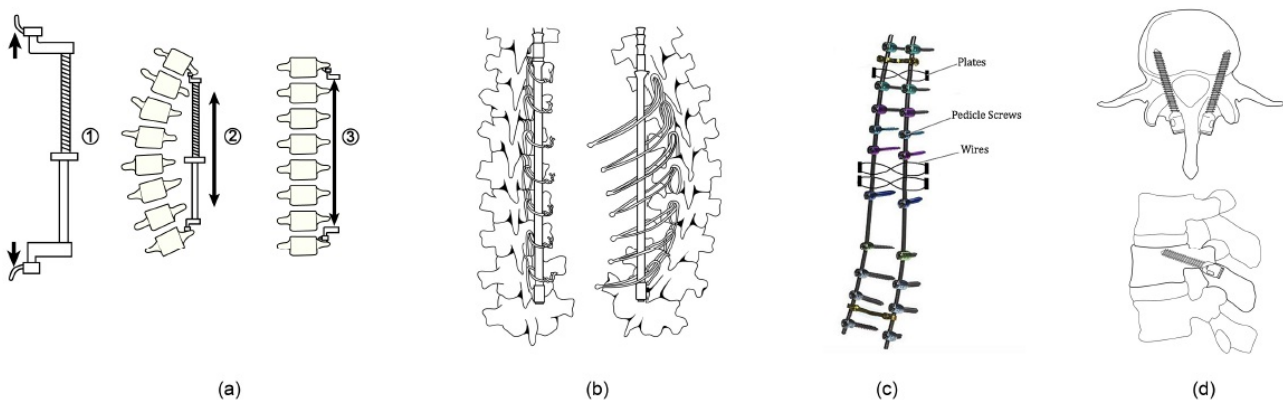 ①
②
③
Plates
Pedicle Screws
Wires
(a)
(b)
(c)
(d)